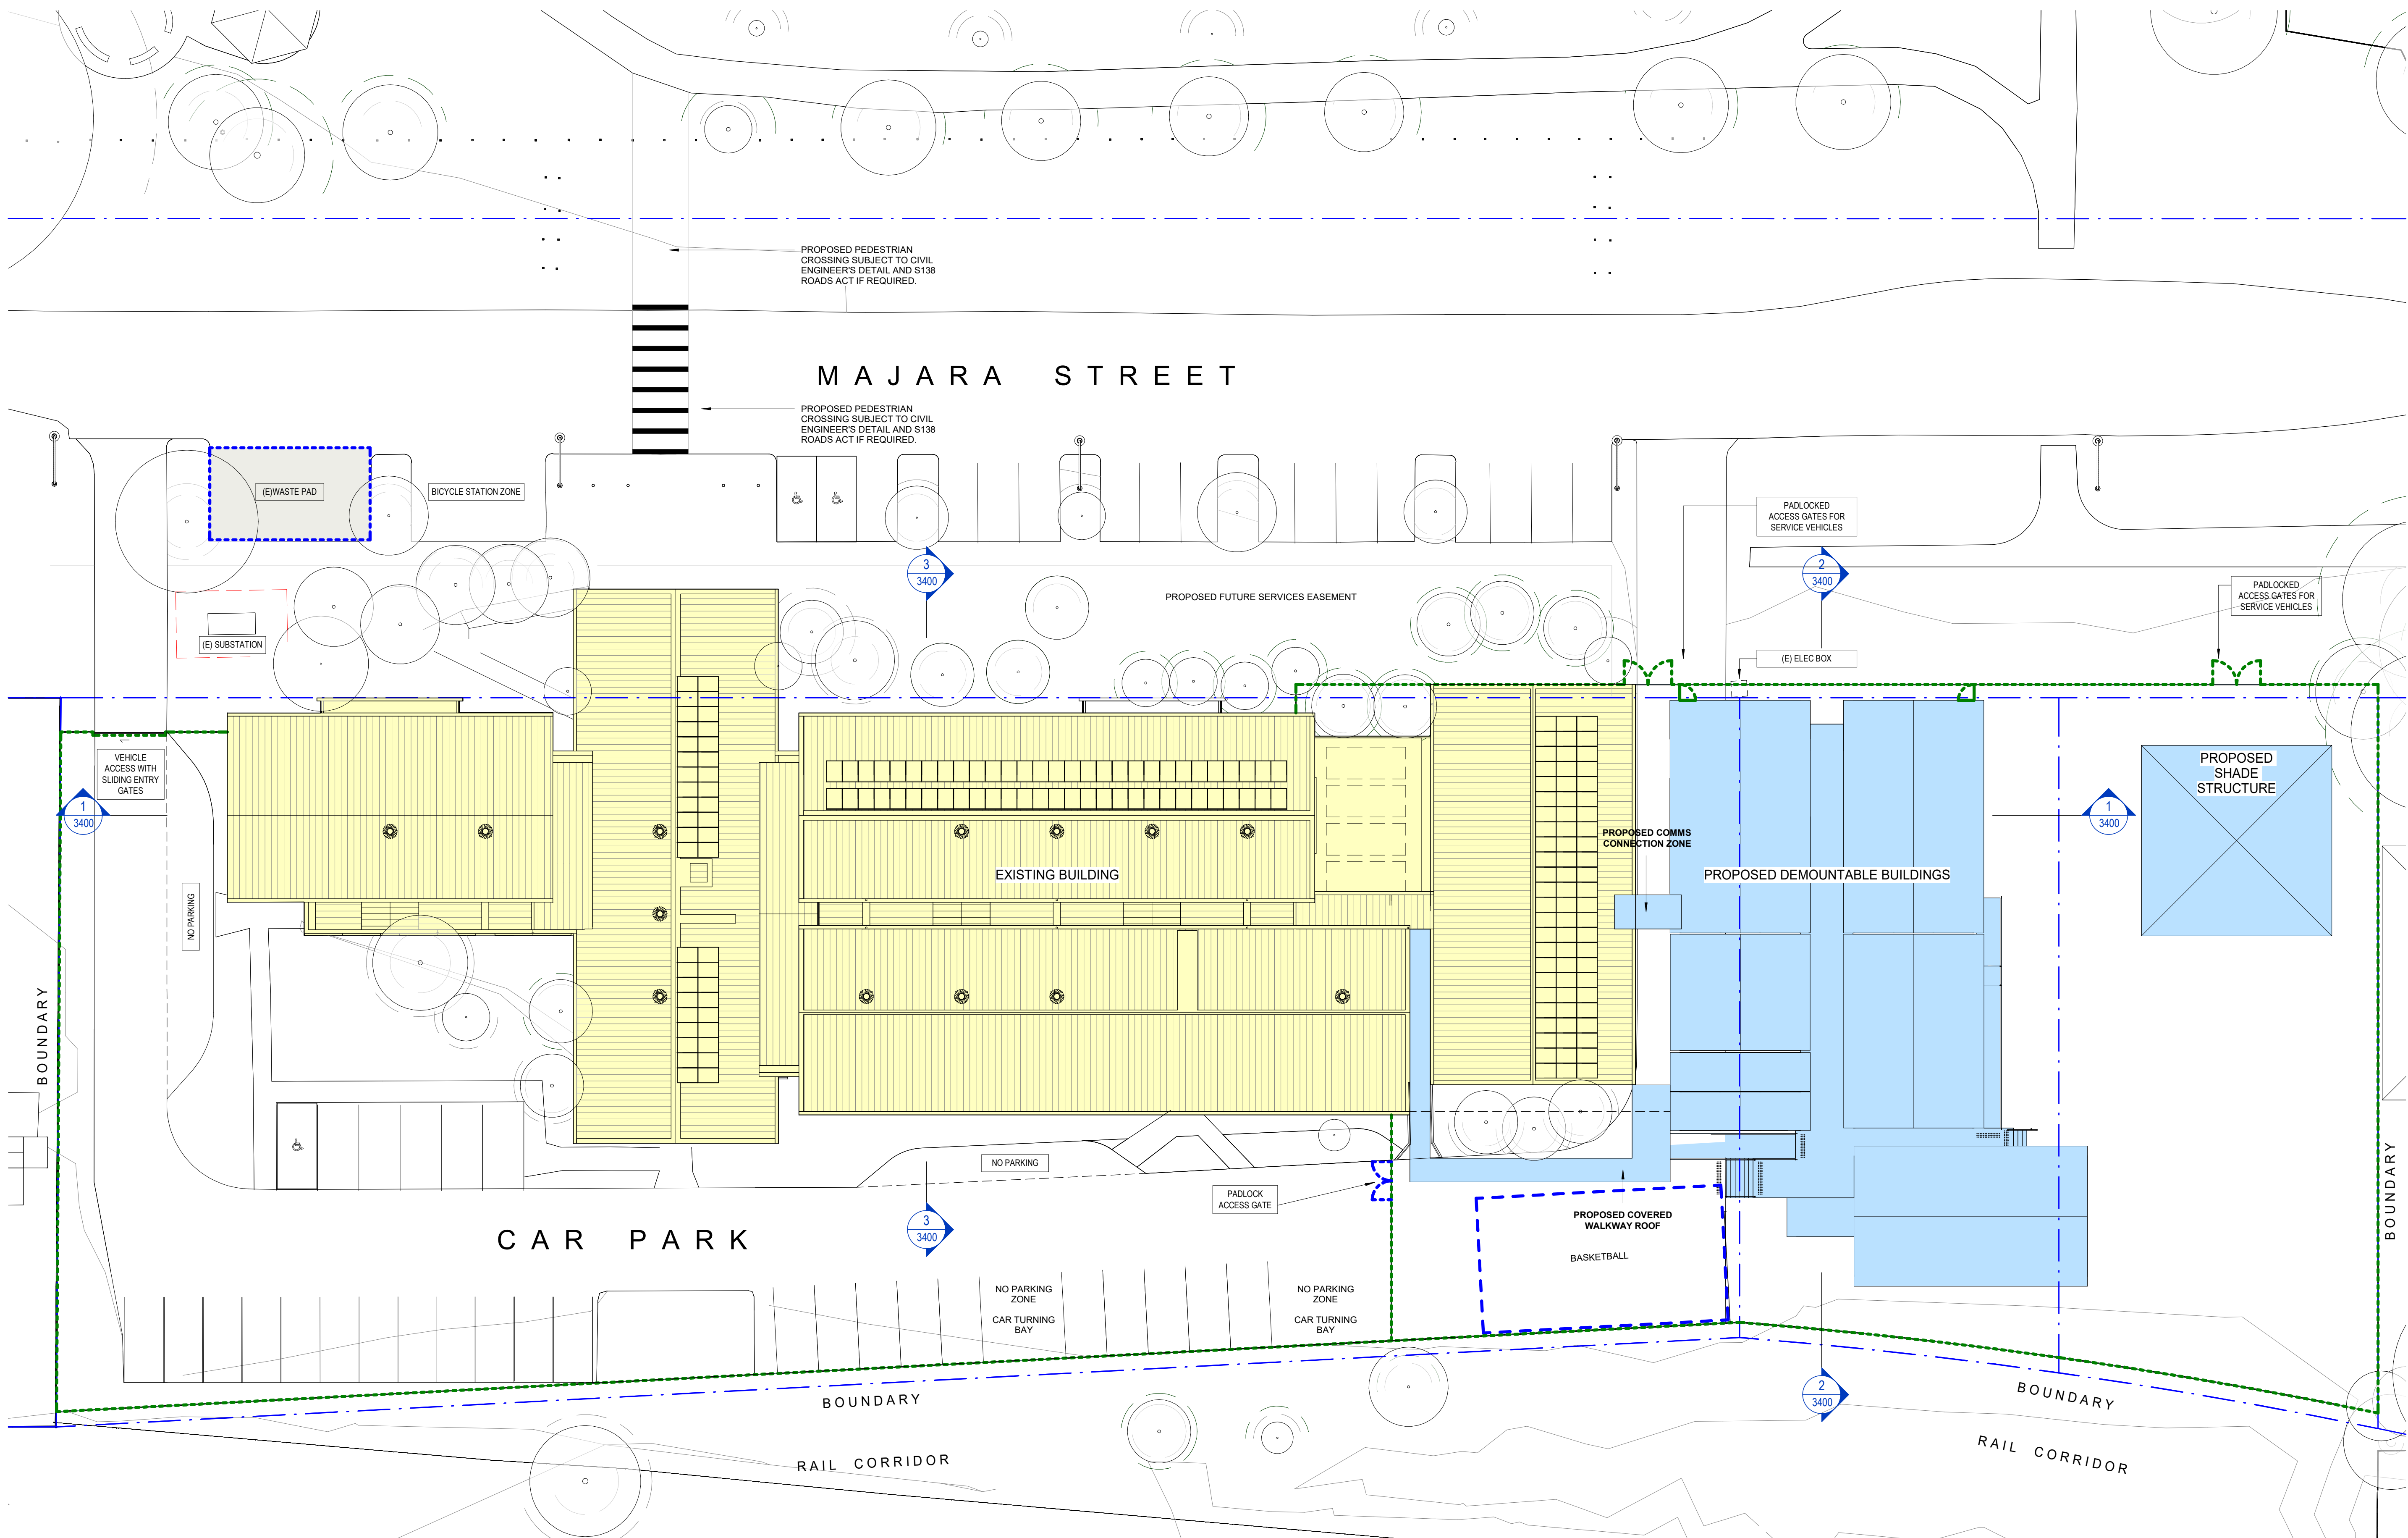 PROPOSED PEDESTRIAN
CROSSING SUBJECT TO CIVIL
ENGINEER'S DETAIL AND S138
ROADS ACT IF REQUIRED.
MAJARA STREET
PROPOSED PEDESTRIAN
CROSSING SUBJECT TO CIVIL
ENGINEER'S DETAIL AND S138
ROADS ACT IF REQUIRED.
(E)WASTE PAD
BICYCLE STATION ZONE
PADLOCKED
ACCESS GATES FOR
SERVICE VEHICLES
3
3400
2
3400
PROPOSED FUTURE SERVICES EASEMENT
PADLOCKED
ACCESS GATES FOR
SERVICE VEHICLES
(E) SUBSTATION
(E) ELEC BOX
VEHICLE
ACCESS WITH
SLIDING ENTRY
GATES
PROPOSED
SHADE
STRUCTURE
1
3400
1
3400
PROPOSED COMMS
CONNECTION ZONE
EXISTING BUILDING
PROPOSED DEMOUNTABLE BUILDINGS
NO PARKING
BOUNDARY
NO PARKING
PADLOCK
ACCESS GATE
BOUNDARY
CAR PARK
3
3400
PROPOSED COVERED
WALKWAY ROOF
BASKETBALL
NO PARKING
ZONE
CAR TURNING
BAY
NO PARKING
ZONE
CAR TURNING
BAY
BOUNDARY
2
3400
BOUNDARY
RAIL CORRIDOR
RAIL CORRIDOR